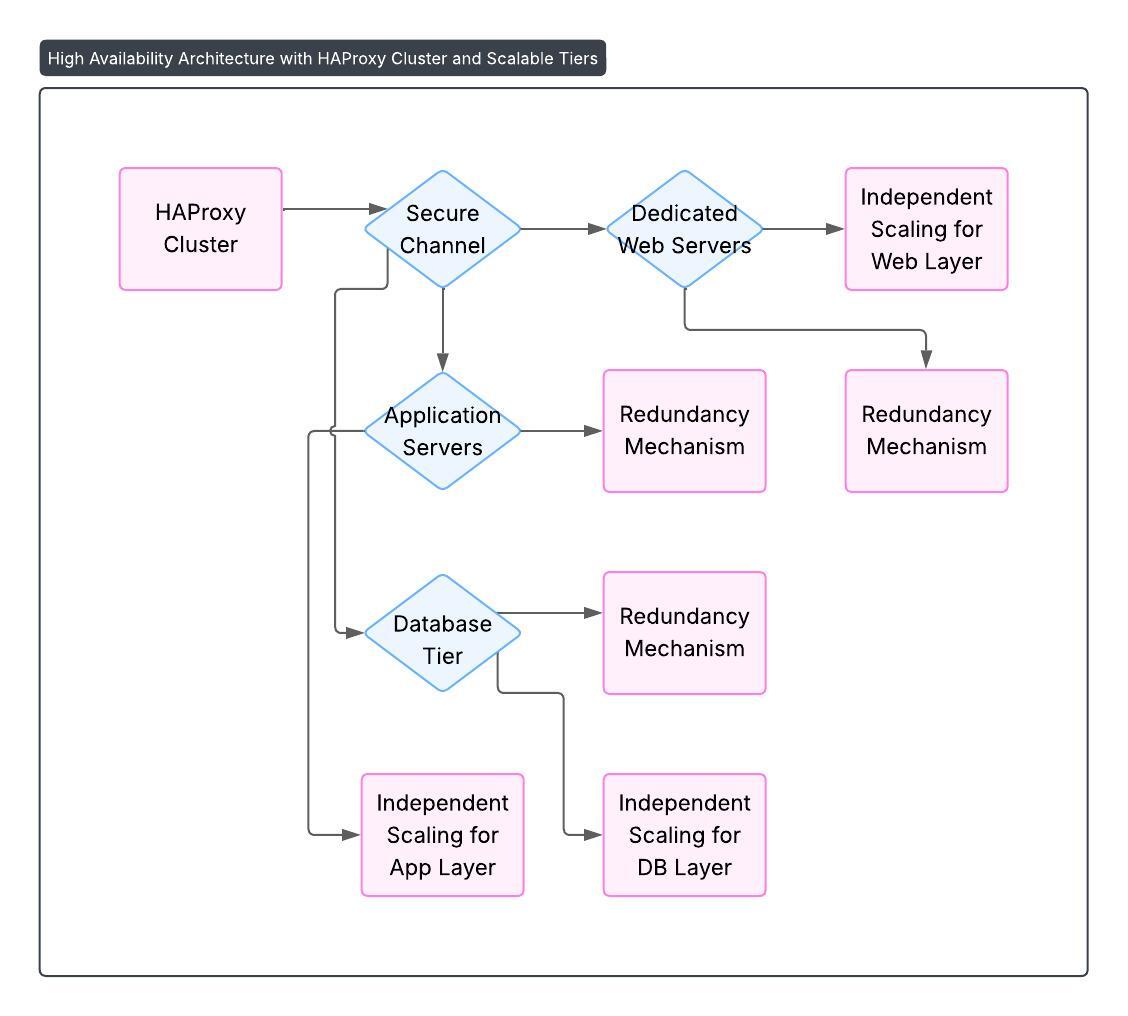 High Availability Architecture with HAProxy Cluster and Scalable Tiers
HAProxy
Cluster
Secure
Channel
Dedicated
Web Servers
Independent
Scaling for
Web Layer
Application
Servers
Redundancy
Mechanism
Redundancy
Mechanism
Database
Tier
Redundancy
Mechanism
Independent
Scaling for
App Layer
Independent
Scaling for
DB Layer